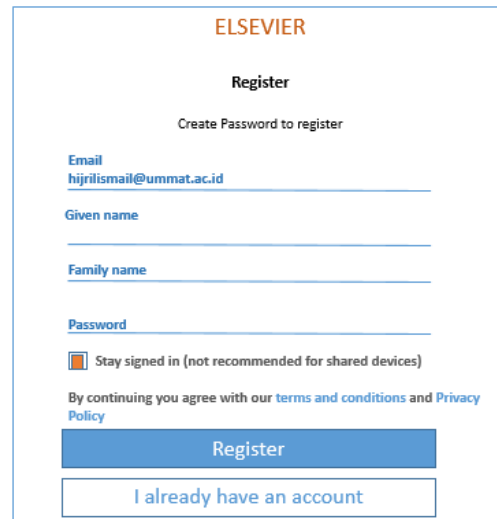 ELSEVIER
Register
Create Password to register
Email
hijrilismail@ummat.ac.id
Given name
Family name
Password
Stay signed in (not recommended for shared devices)
By continuing you agree with our terms and conditions and Privacy
Policy
Register
I already have an account